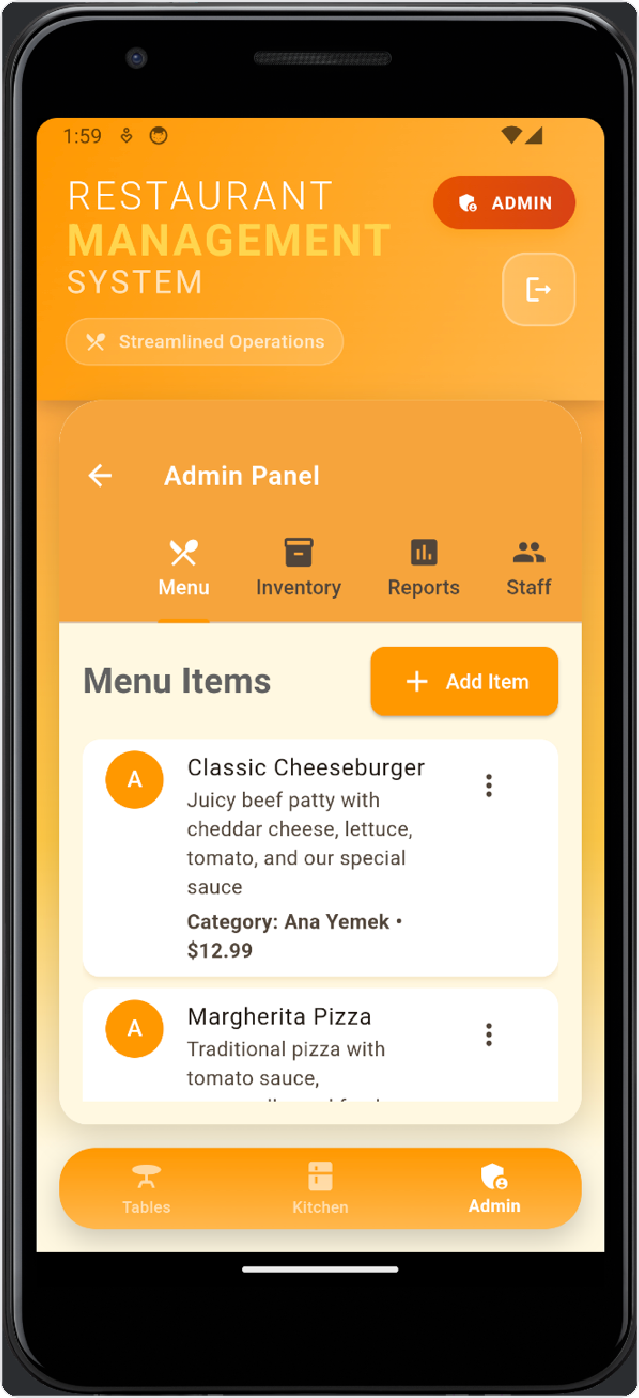 1:59
RESTAURANT
MANAGEMENT
SYSTEM
ADMIN
Streamlined Operations
Admin Panel
Menu
Inventory
Reports
Staff
Menu Items
+ Add Item
A
Classic Cheeseburger
Juicy beef patty with
cheddar cheese, lettuce,
tomato, and our special
sauce
Category: Ana Yemek •
$12.99
A
Margherita Pizza
Traditional pizza with
tomato sauce,
Tables
Kitchen
Admin